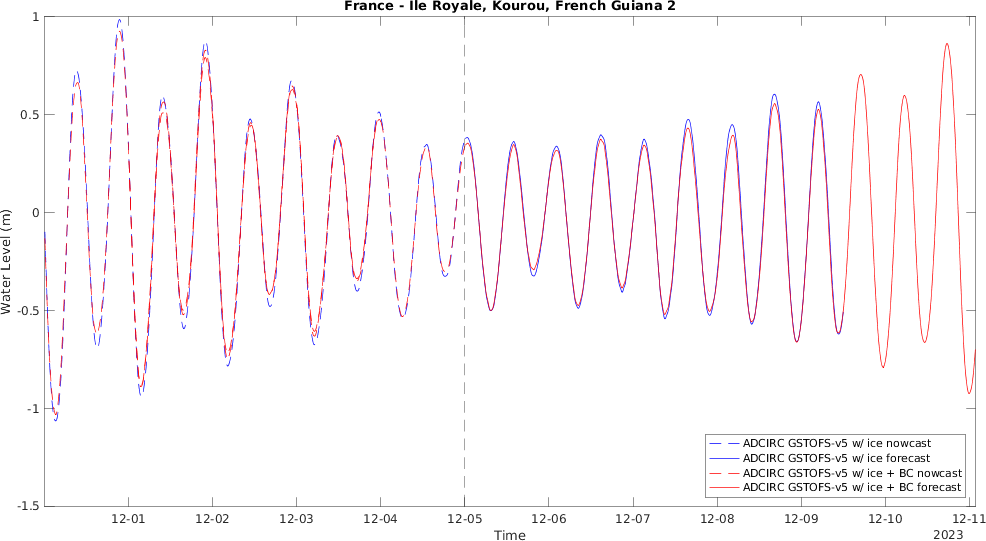 France - Ile Royale, Kourou, French Guiana 2
Water Level (m)
1
0.5
0
-0.5
-1
-1.5
12-01 12-02 12-03 12-04 12-05 12-06 12-07 12-08 12-09 12-10 12-11
Time
2023
ADCIRC GSTOFS-v5 w/ ice nowcast
ADCIRC GSTOFS-v5 w/ ice forecast
ADCIRC GSTOFS-v5 w/ ice + BC nowcast
ADCIRC GSTOFS-v5 w/ ice + BC forecast